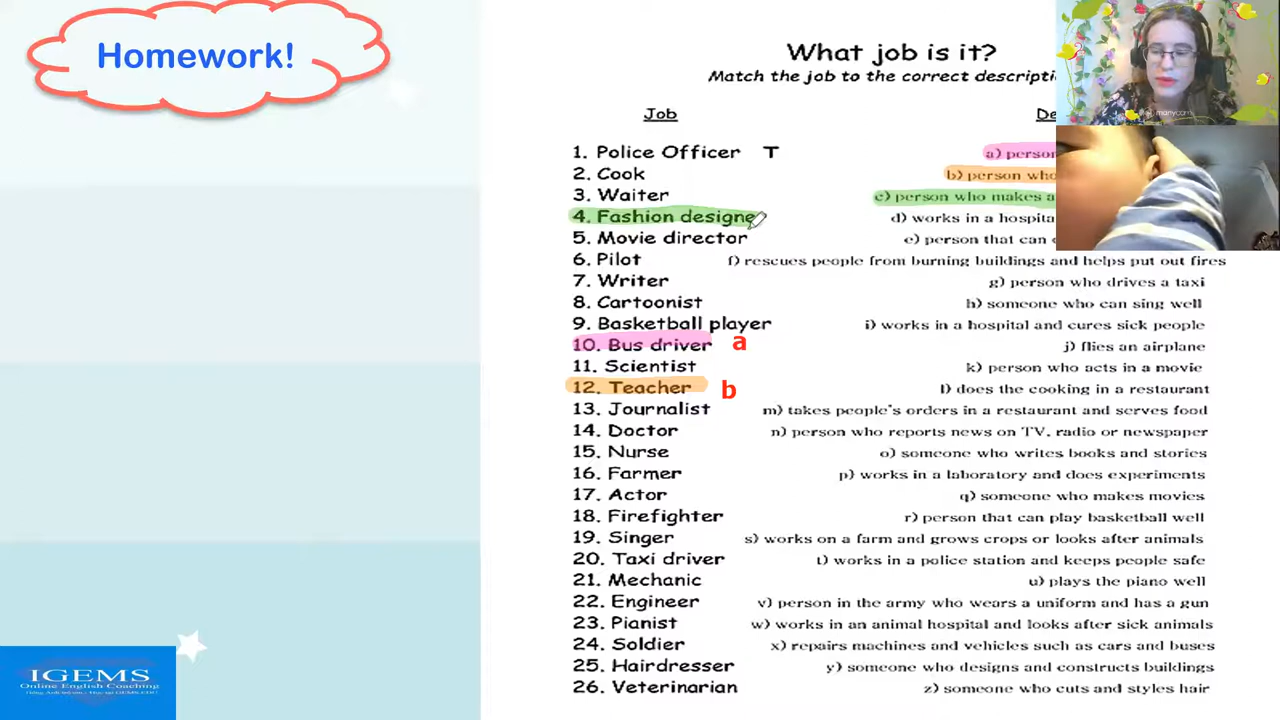 Homework!
What job is it?
Match the job to the correct
Job
1. Police Officer T
a) person
2. Cook
b) person who
3. Waiter
c) person who makes
4. Fashion designe
d) works in a
5. Movie director
e) person that can
6. Pilot
f) rescues people from burning buildings and helps put out fires
7. Writer
g) person who drives a taxi
8. Cartoonist
h) someone who can sing well
9. Basketball player
i) works in a hospital and cures sick people
10. Bus driver a
j) flies an airplane
11. Scientist
k) person who acts in a movie
12. Teacher b
l) does the cooking in a restaurant
13. Journalist
m) takes people's orders in a restaurant and serves food
14. Doctor
n) person who reports news on TV, radio or newspaper
15. Nurse
o) someone who writes books and stories
16. Farmer
p) works in a laboratory and does experiments
17. Actor
q) someone who makes movies
18. Firefighter
r) person that can play basketball well
19. Singer
s) works on a farm and grows crops or looks after animals
20. Taxi driver
t) works in a police station and keeps people safe
21. Mechanic
u) plays the piano well
22. Engineer
v) person in the army who wears a uniform and has a gun
23. Pianist
w) works in an animal hospital and looks after sick animals
24. Soldier
x) repairs machines and vehicles such as cars and buses
25. Hairdresser
y) someone who designs and constructs buildings
26. Veterinarian
z) someone who cuts and styles hair
manycam
IGEMS
Online English Coaching